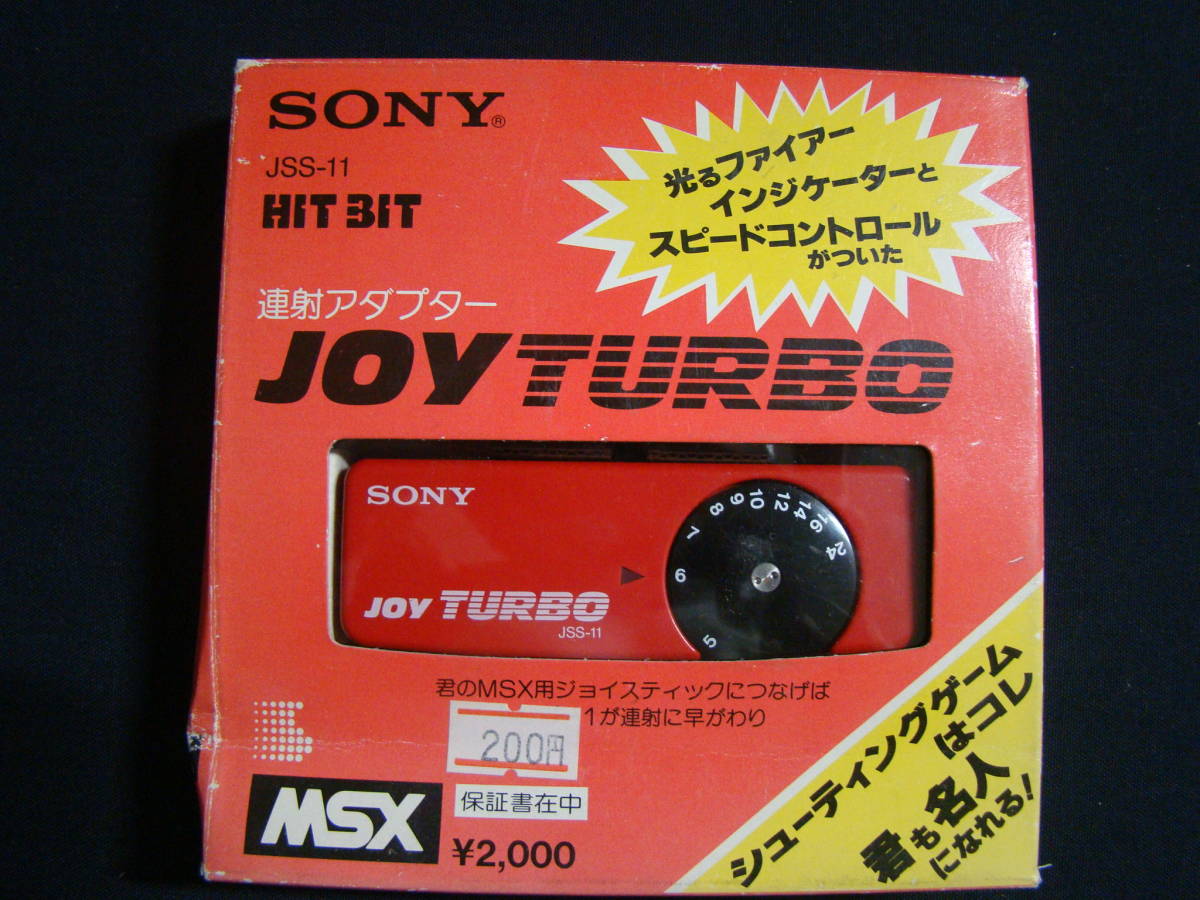 SONY®
JSS-11
HIT BIT
光るファイアー
インジケーターと
スピードコントロール
がついた
連射アダプター
JOY TURBO
SONY
JOY TURBO
JSS-11
5 6 7 8 9 10 12 14 16 24
君のMSX用ジョイスティックにつなげば
1が連射に早がわり
200円
保証書在中
MSX
¥2,000
シューティングゲーム
はコレ
君も名人
になれる!